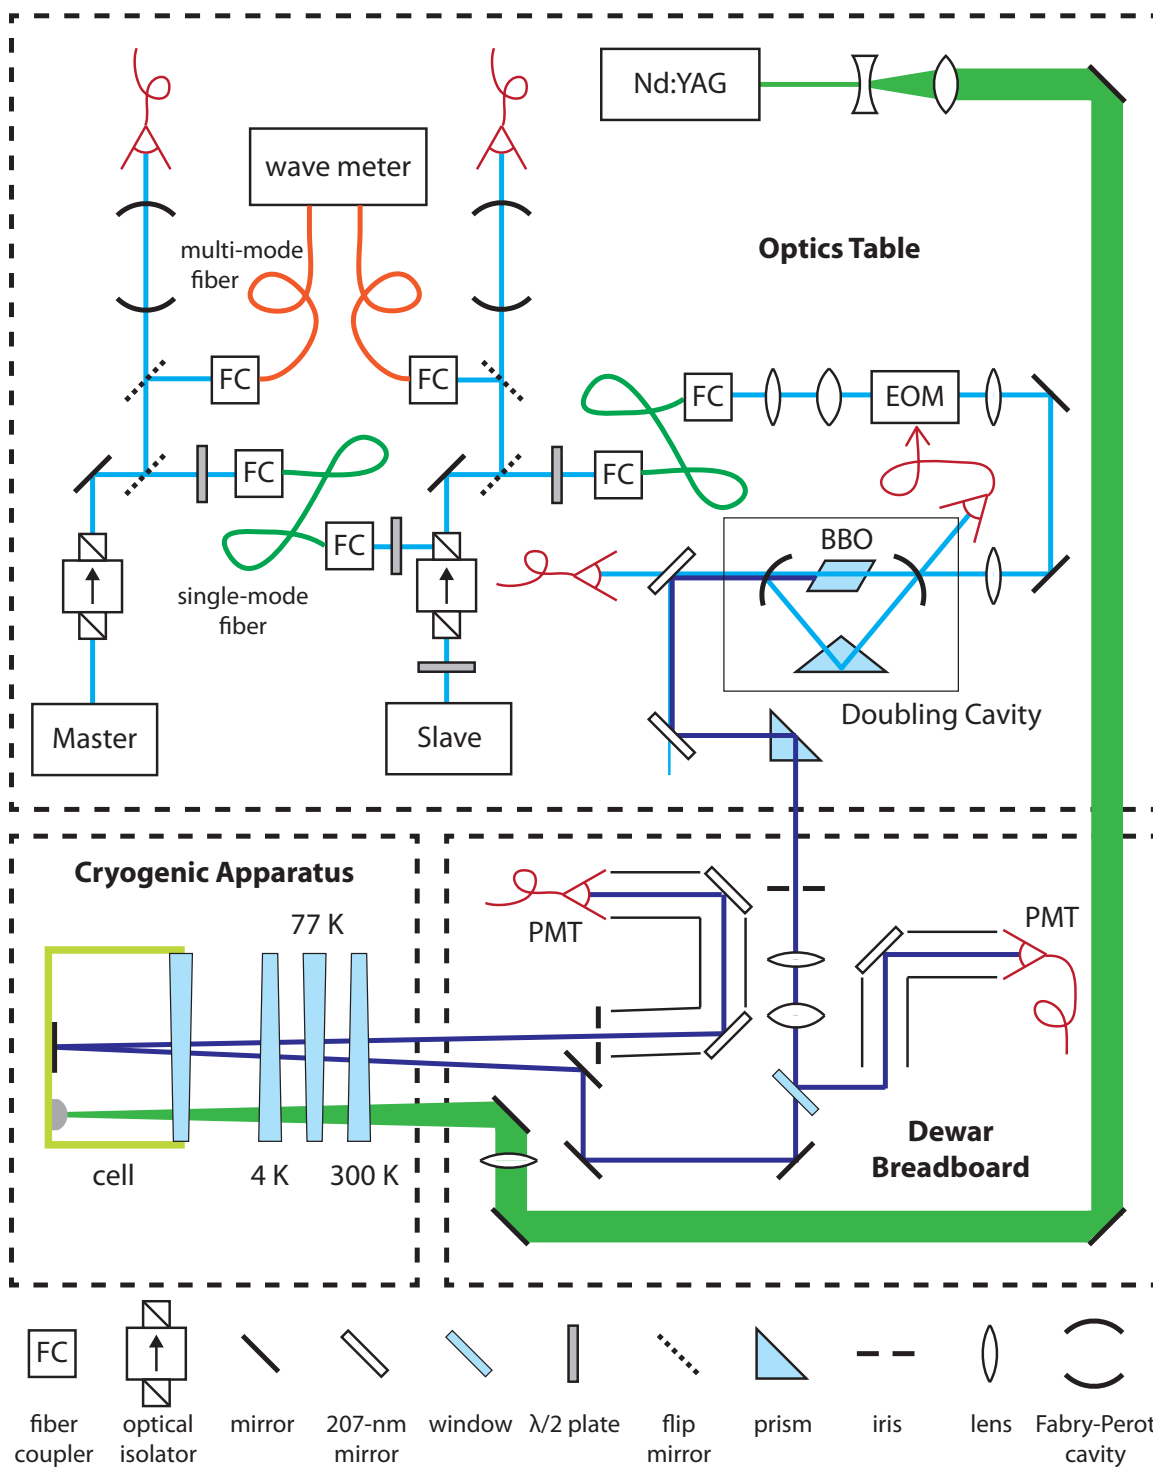 Nd:YAG
wave meter
multi-mode
fiber
Optics Table
FC
FC
FC
EOM
FC
FC
FC
BBO
single-mode
fiber
Doubling Cavity
Master
Slave
Cryogenic Apparatus
77 K
PMT
PMT
Dewar
Breadboard
cell
4 K
300 K
FC
fiber
coupler
optical
isolator
mirror
207-nm
mirror
window
λ/2 plate
flip
mirror
prism
iris
lens
Fabry-Perot
cavity